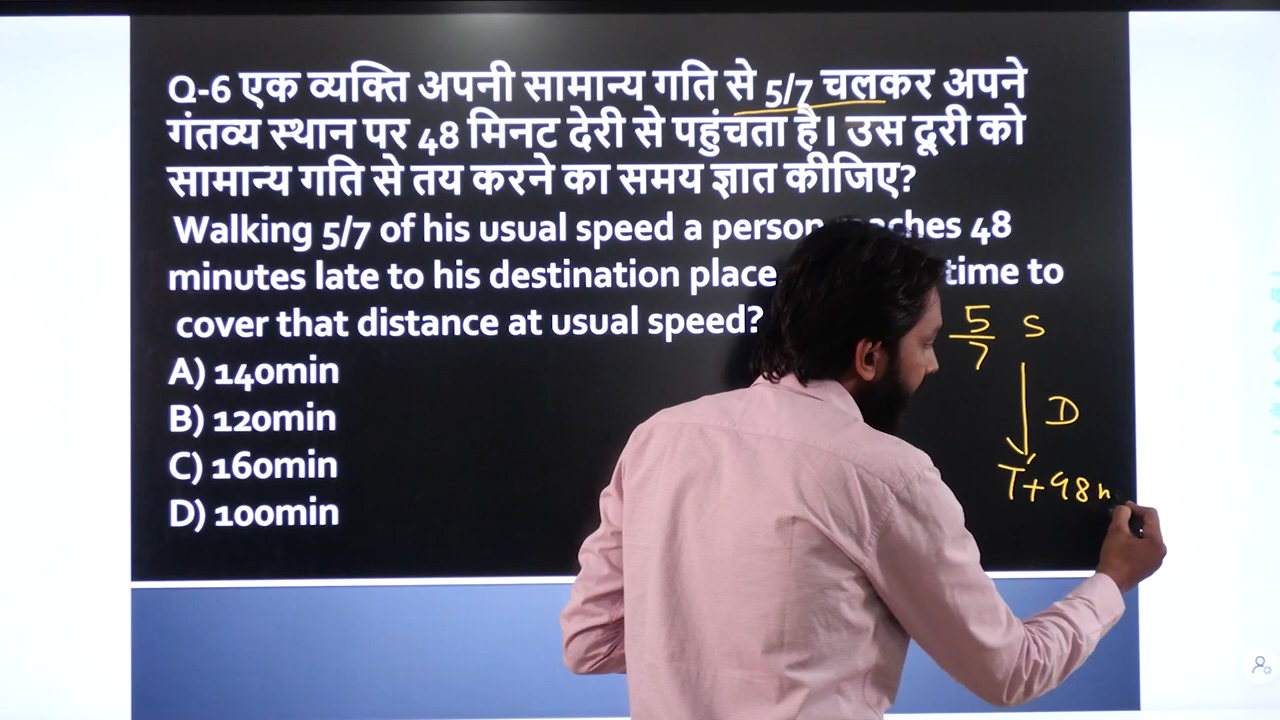 Q-6 एक व्यक्ति अपनी सामान्य गति से 5/7 चलकर अपने
गंतव्य स्थान पर 48 मिनट देरी से पहुंचता है। उस दूरी को
सामान्य गति से तय करने का समय ज्ञात कीजिए?
Walking 5/7 of his usual speed a person 48
minutes late to his destination place time to
cover that distance at usual speed?
A) 140min
B) 120min
C) 160min
D) 100min
5/7 S
D
T+48